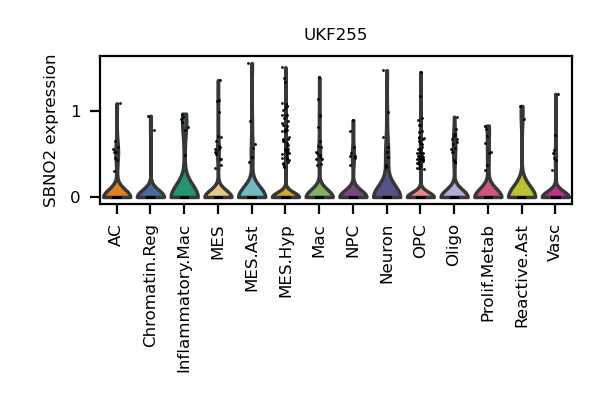 UKF255
SBNO2 expression
1
0
AC
Chromatin.Reg
Inflammatory.Mac
MES
MES.Ast
MES.Hyp
Mac
NPC
Neuron
OPC
Oligo
Prolif.Metab
Reactive.Ast
Vasc